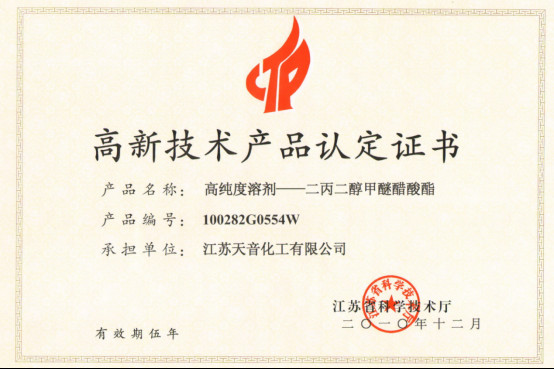 高新技术产品认定证书
产品名称： 高纯度溶剂——二丙二醇甲醚醋酸酯
产品编号： 100282G0554W
承担单位： 江苏天音化工有限公司
江苏省科学技术厅
二〇一〇年十二月
有效期伍年